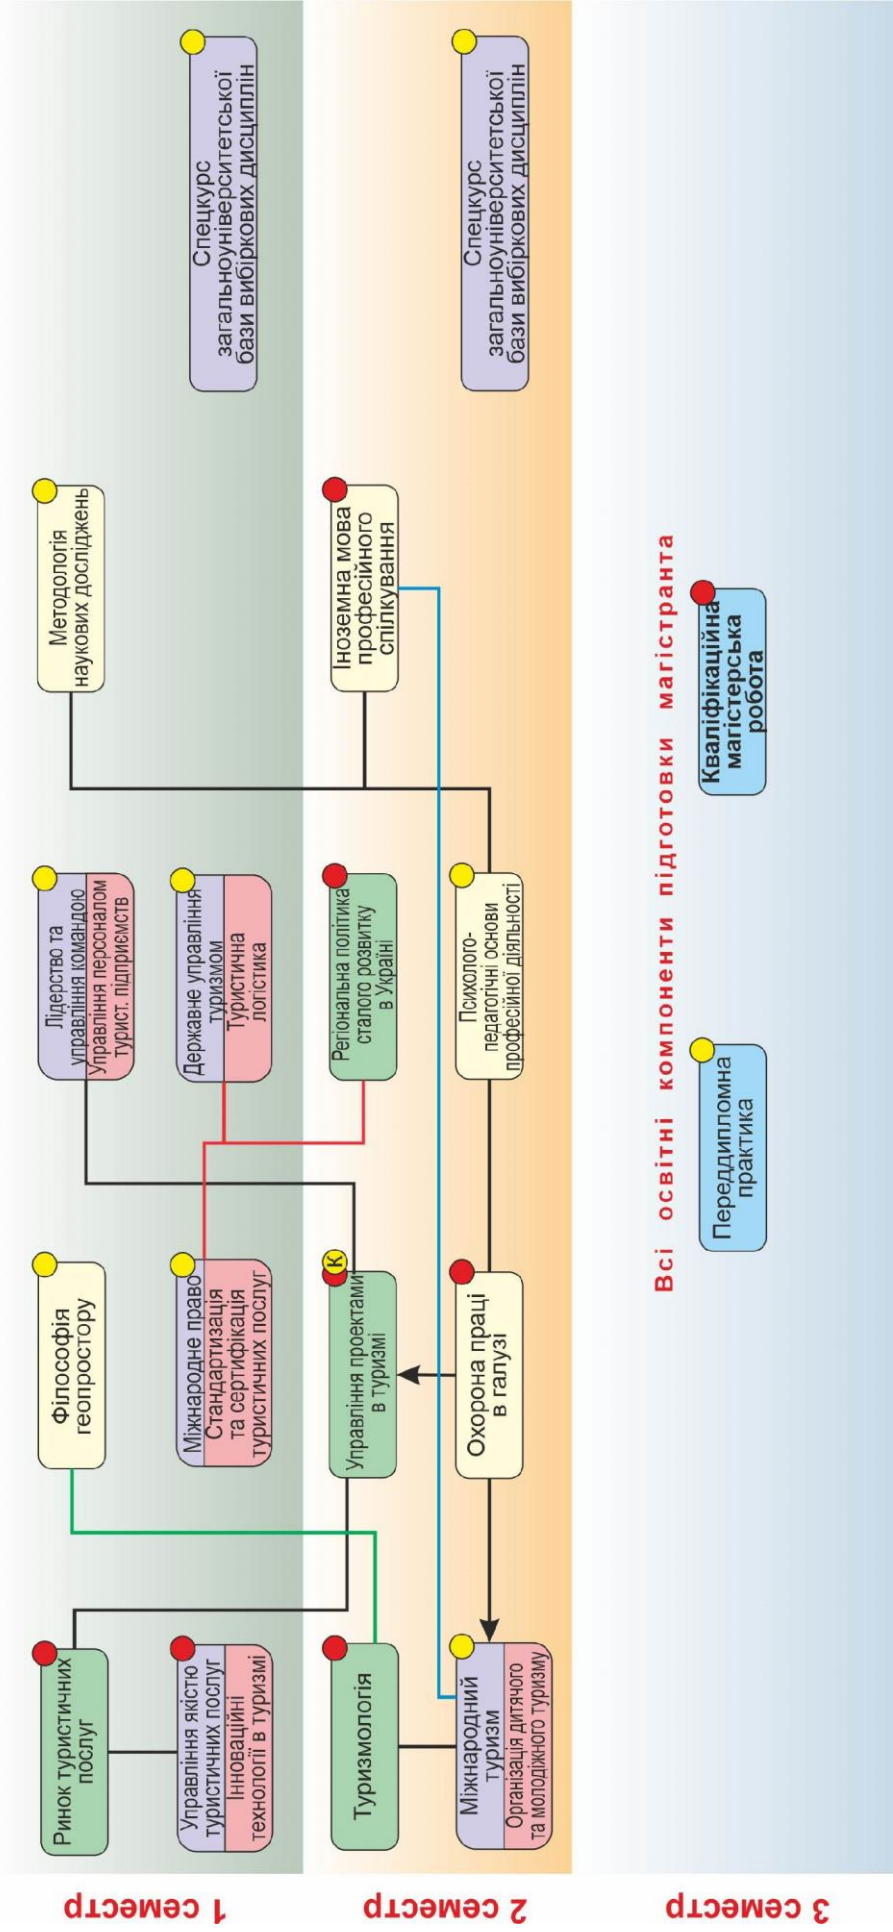 1 семестр
Ринок туристичних
послуг
Управління якістю
туристичних послуг
Інноваційні
технології в туризмі
Філософія
геопростору
Міжнародне право
Стандартизація
та сертифікація
туристичних послуг
Лідерство та
управління командою
Управління персоналом
турист. підприємств
Державне управління
туризмом
Туристична
логістика
Методологія
наукових досліджень
Спецкурс
загальноуніверситетської
бази вибіркових дисциплін
2 семестр
Туризмологія
Міжнародний
туризм
Організація дитячого
та молодіжного туризму
К
Управління проектами
в туризмі
Охорона праці
в галузі
Регіональна політика
сталого розвитку
в Україні
Психолого-
педагогічні основи
професійної діяльності
Іноземна мова
професійного
спілкування
Спецкурс
загальноуніверситетської
бази вибіркових дисциплін
3 семестр
Всі освітні компоненти підготовки магістранта
Переддипломна
практика
Кваліфікаційна
магістерська
робота